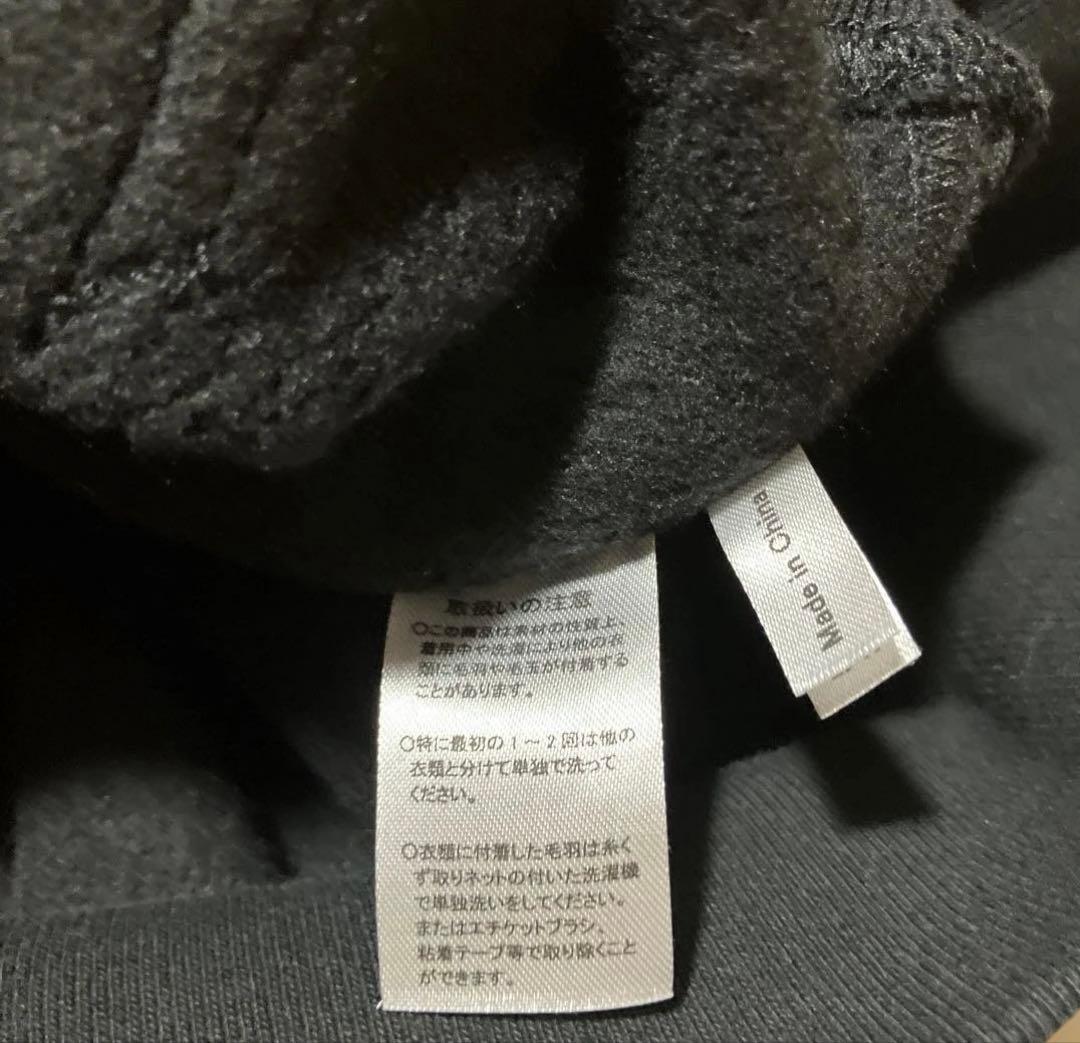 取扱いの注意
○この商品は素材の性質上、
着用中や洗濯により他の衣
類に毛羽や毛玉が付着する
ことがあります。
○特に最初の1～2回は他の
衣類と分けて単独で洗って
ください。
○衣類に付着した毛羽は糸く
ず取りネットの付いた洗濯機
で単独洗いをしてください。
またはエチケットブラシ、
粘着テープ等で取り除くこと
ができます。
Made in China